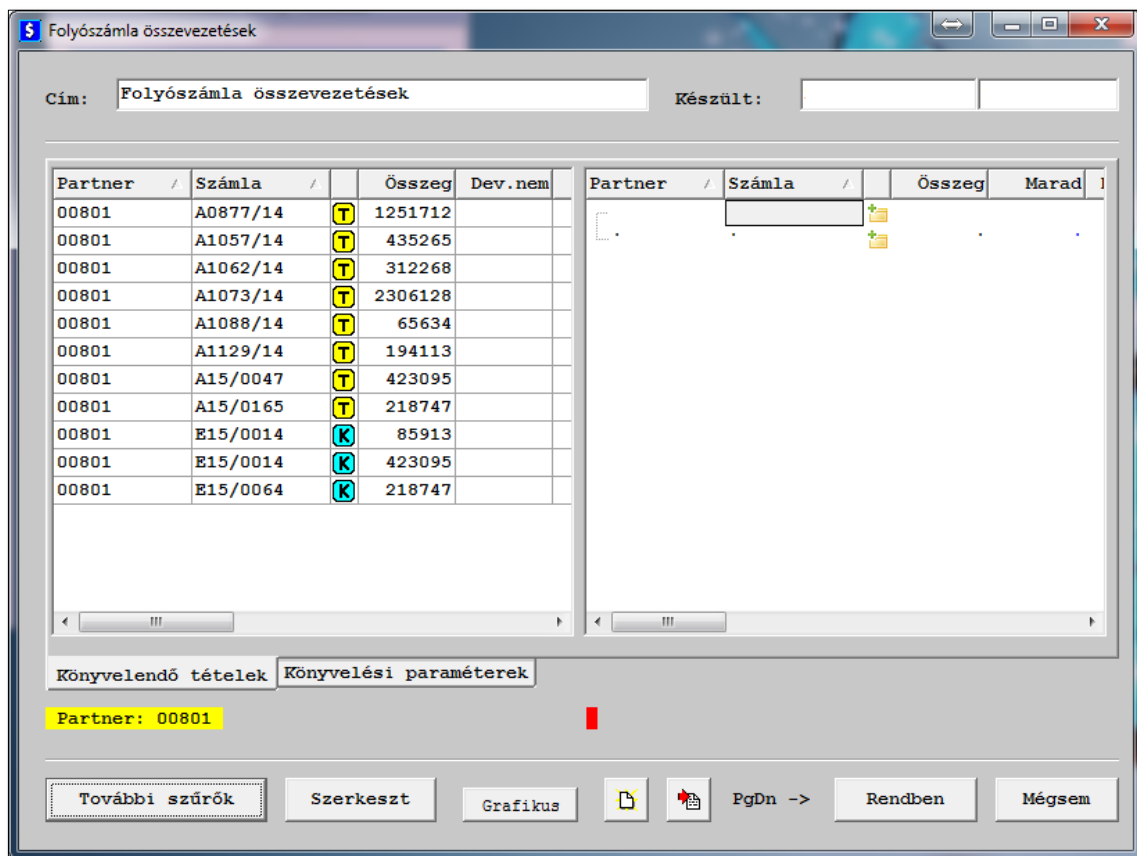 Folyószámla összevezetések
Cím: Folyószámla összevezetések Készült:
Partner Számla Összeg Dev.nem Partner Számla Összeg Marad
00801 A0877/14 T 1251712
00801 A1057/14 T 435265
00801 A1062/14 T 312268
00801 A1073/14 T 2306128
00801 A1088/14 T 65634
00801 A1129/14 T 194113
00801 A15/0047 T 423095
00801 A15/0165 T 218747
00801 E15/0014 K 85913
00801 E15/0014 K 423095
00801 E15/0064 K 218747
Könyvelendő tételek Könyvelési paraméterek
Partner: 00801
További szűrők Szerkeszt Grafikus PgDn -> Rendben Mégsem